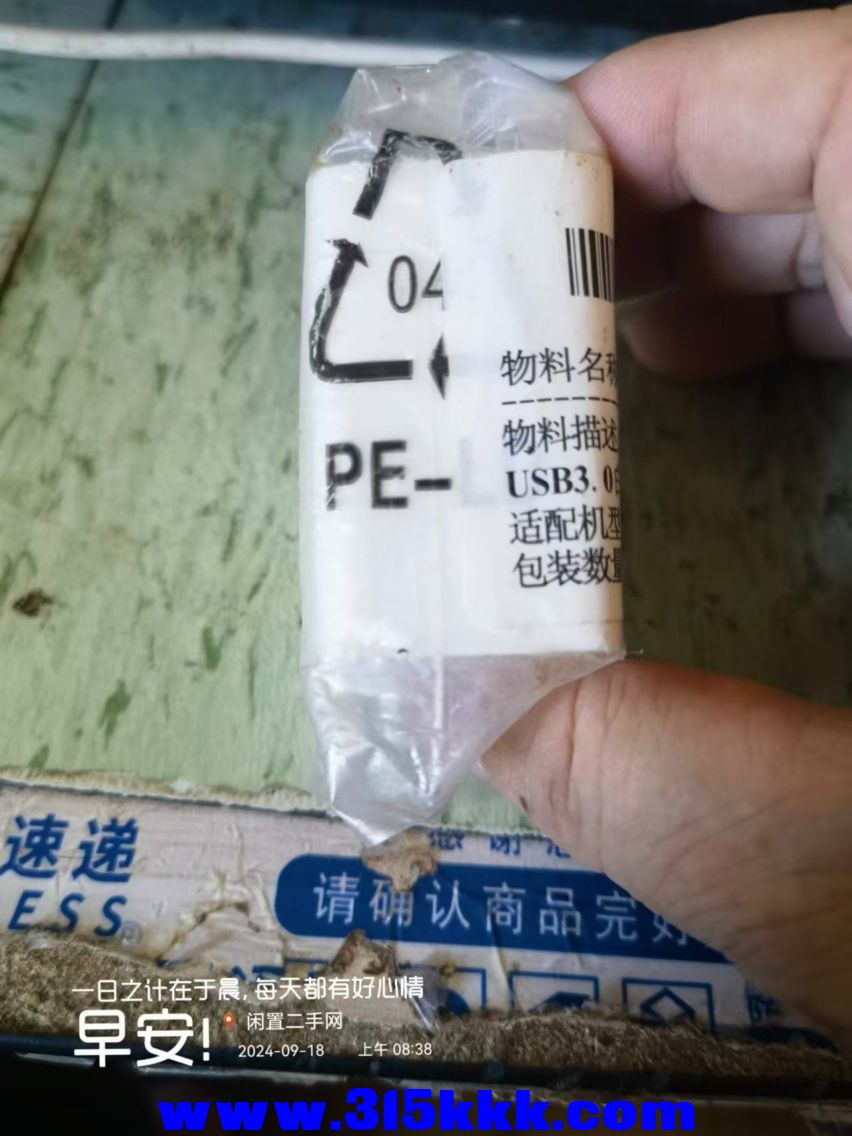 04
PE-
物料名称
物料描述
USB3.0
适配机型
包装数量
速递
ESS
感谢
请确认商品完好
一日之计在于晨,每天都有好心情
早安!
闲置二手网
2024-09-18 上午 08:38
www.315kkk.com